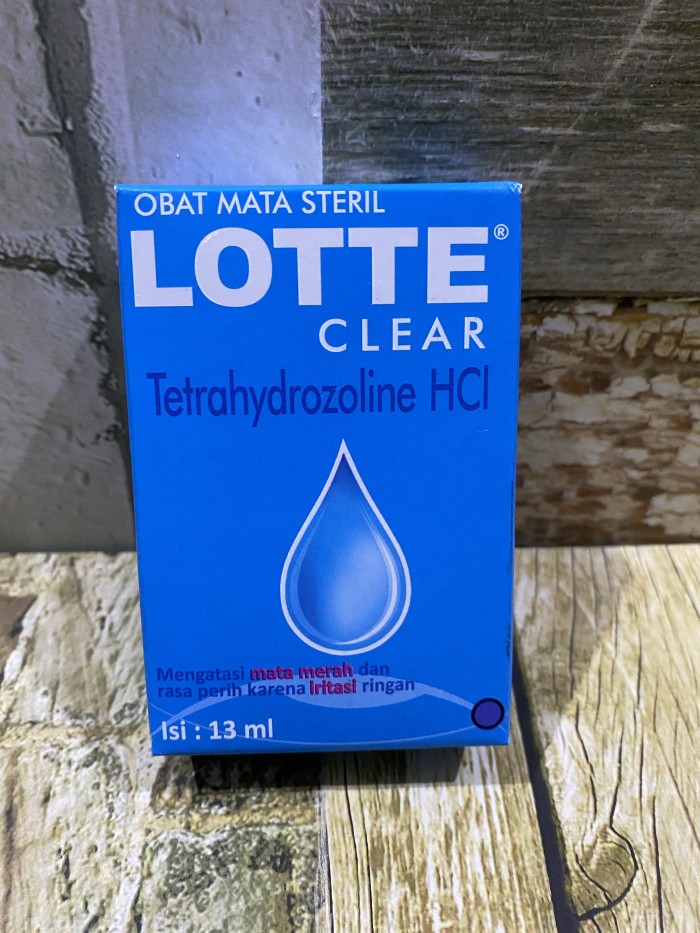 OBAT MATA STERIL
LOTTE®
CLEAR
Tetrahydrozoline HCl
Mengatasi mata merah dan
rasa perih karena iritasi ringan
Isi : 13 ml